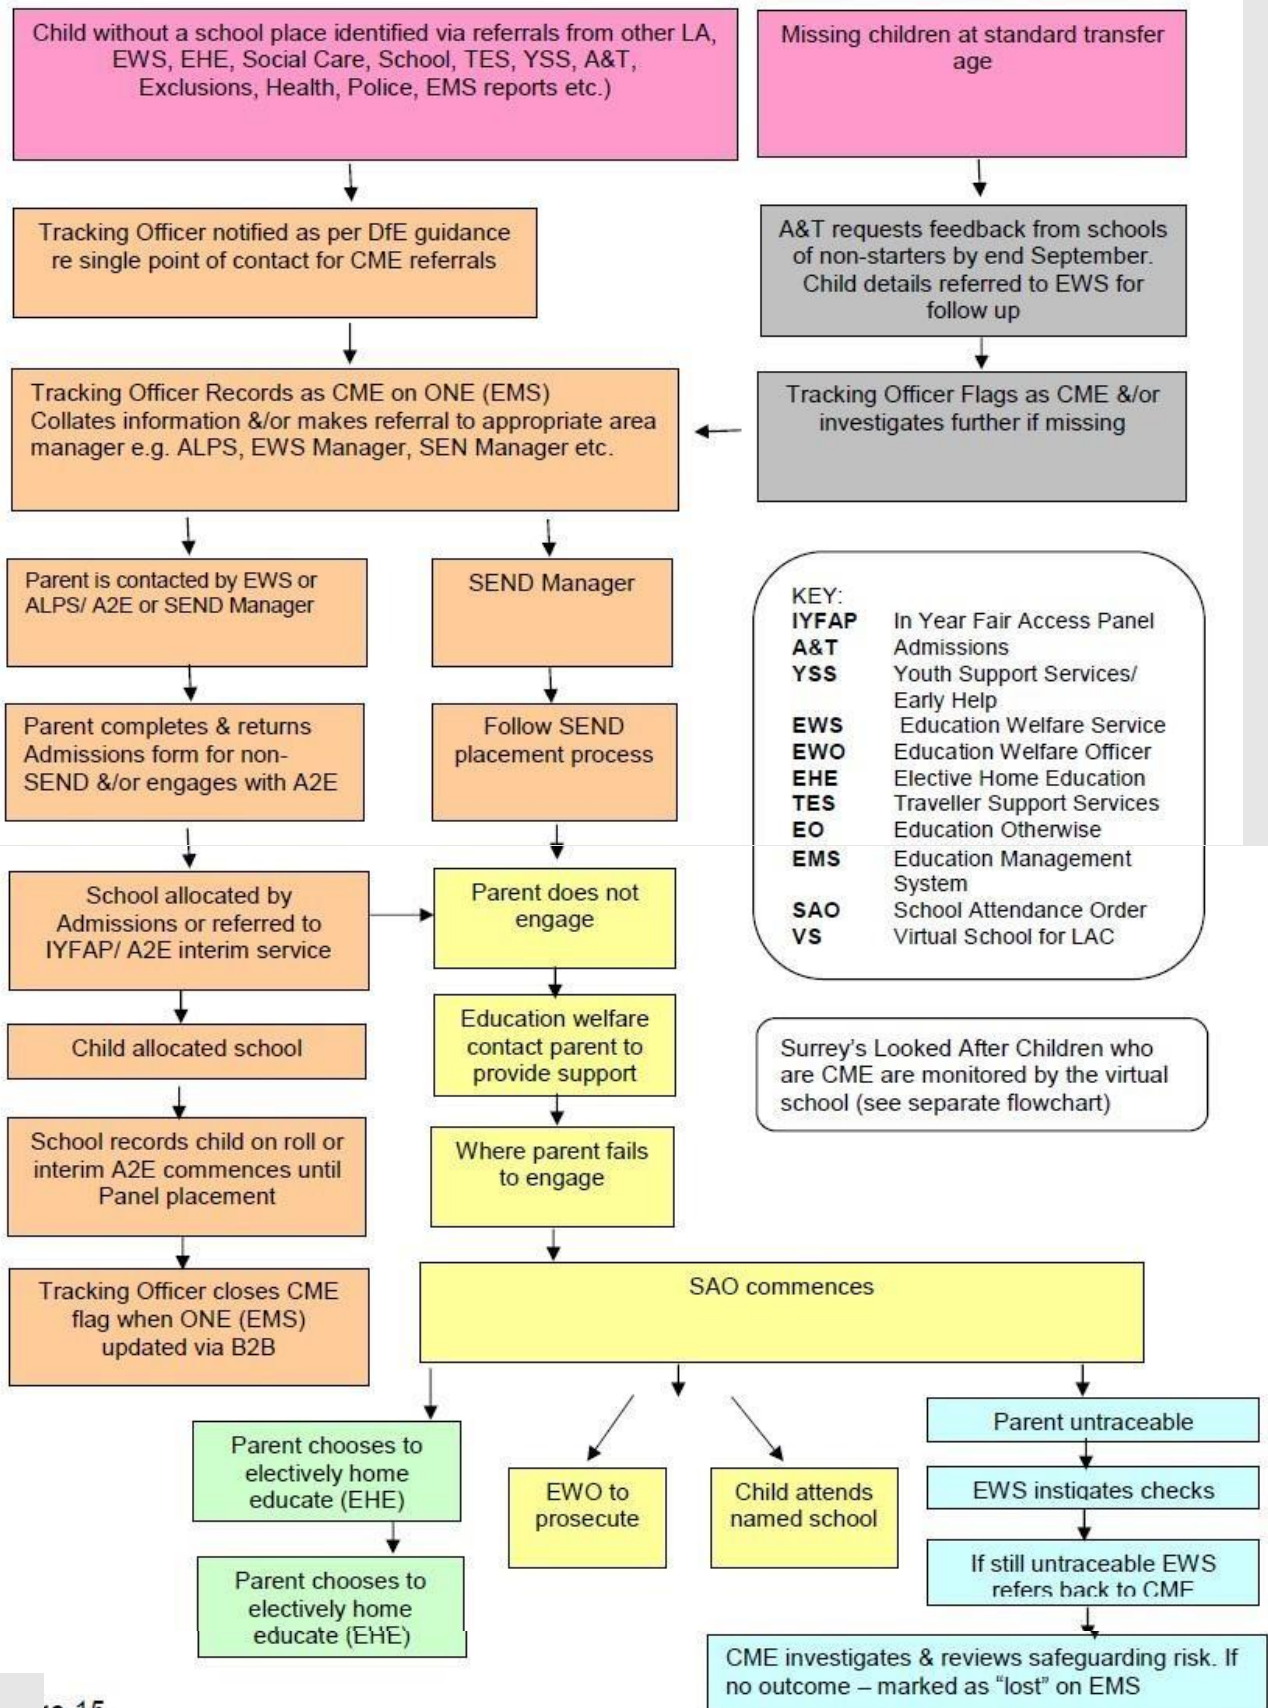 Child without a school place identified via referrals from other LA,
EWS, EHE, Social Care, School, TES, YSS, A&T,
Exclusions, Health, Police, EMS reports etc.)
Missing children at standard transfer
age
Tracking Officer notified as per DfE guidance
re single point of contact for CME referrals
A&T requests feedback from schools
of non-starters by end September.
Child details referred to EWS for
follow up
Tracking Officer Records as CME on ONE (EMS)
Collates information &/or makes referral to appropriate area
manager e.g. ALPS, EWS Manager, SEN Manager etc.
Tracking Officer Flags as CME &/or
investigates further if missing
Parent is contacted by EWS or
ALPS/ A2E or SEND Manager
SEND Manager
Parent completes & returns
Admissions form for non-
SEND &/or engages with A2E
Follow SEND
placement process
KEY:
IYFAP In Year Fair Access Panel
A&T Admissions
YSS Youth Support Services/
Early Help
EWS Education Welfare Service
EWO Education Welfare Officer
EHE Elective Home Education
TES Traveller Support Services
EO Education Otherwise
EMS Education Management
System
SAO School Attendance Order
VS Virtual School for LAC
School allocated by
Admissions or referred to
IYFAP/ A2E interim service
Parent does not
engage
Child allocated school
Education welfare
contact parent to
provide support
Surrey's Looked After Children who
are CME are monitored by the virtual
school (see separate flowchart)
School records child on roll or
interim A2E commences until
Panel placement
Where parent fails
to engage
Tracking Officer closes CME
flag when ONE (EMS)
updated via B2B
SAO commences
Parent chooses to
electively home
educate (EHE)
EWO to
prosecute
Child attends
named school
Parent untraceable
EWS instigates checks
If still untraceable EWS
refers back to CME
Parent chooses to
electively home
educate (EHE)
CME investigates & reviews safeguarding risk. If
no outcome – marked as "lost" on EMS
15